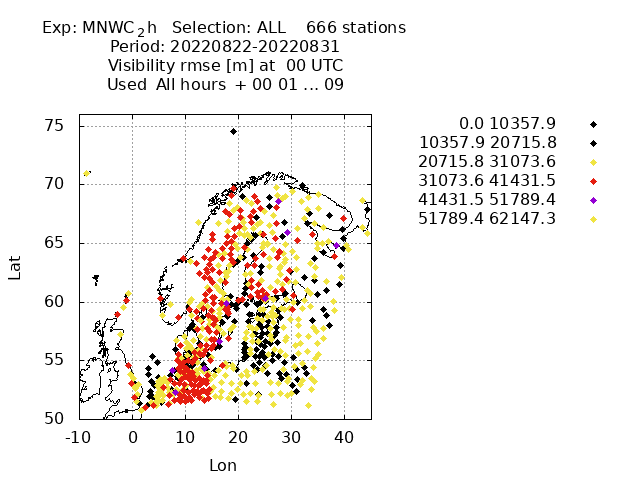 Exp: MNWC_2h   Selection: ALL    666 stations
Period: 20220822-20220831
Visibility rmse [m] at  00 UTC
Used  All hours  + 00 01 ... 09
0.0 10357.9
10357.9 20715.8
20715.8 31073.6
31073.6 41431.5
41431.5 51789.4
51789.4 62147.3
75
70
65
60
55
50
Lat
-10 0 10 20 30 40
Lon